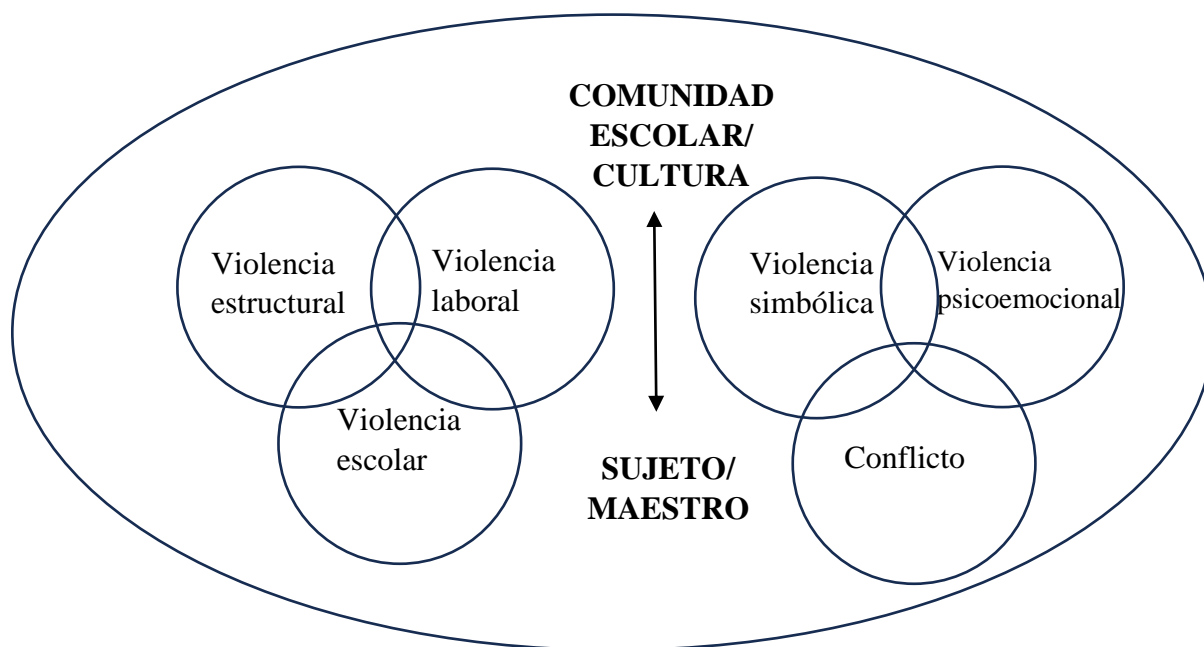 COMUNIDAD
ESCOLAR/
CULTURA
Violencia
estructural
Violencia
laboral
Violencia
escolar
Violencia
simbólica
Violencia
psicoemocional
Conflicto
SUJETO/
MAESTRO